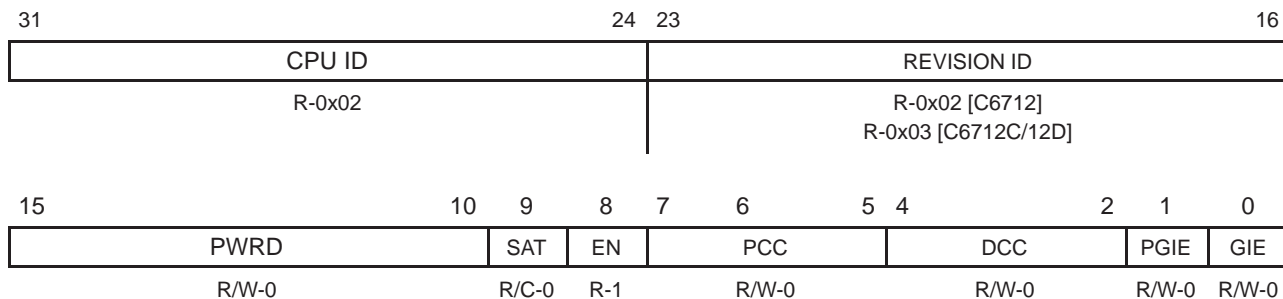 31 24 23 16
CPU ID REVISION ID
R-0x02 R-0x02 [C6712]
R-0x03 [C6712C/12D]
15 10 9 8 7 6 5 4 2 1 0
PWRD SAT EN PCC DCC PGIE GIE
R/W-0 R/C-0 R-1 R/W-0 R/W-0 R/W-0 R/W-0